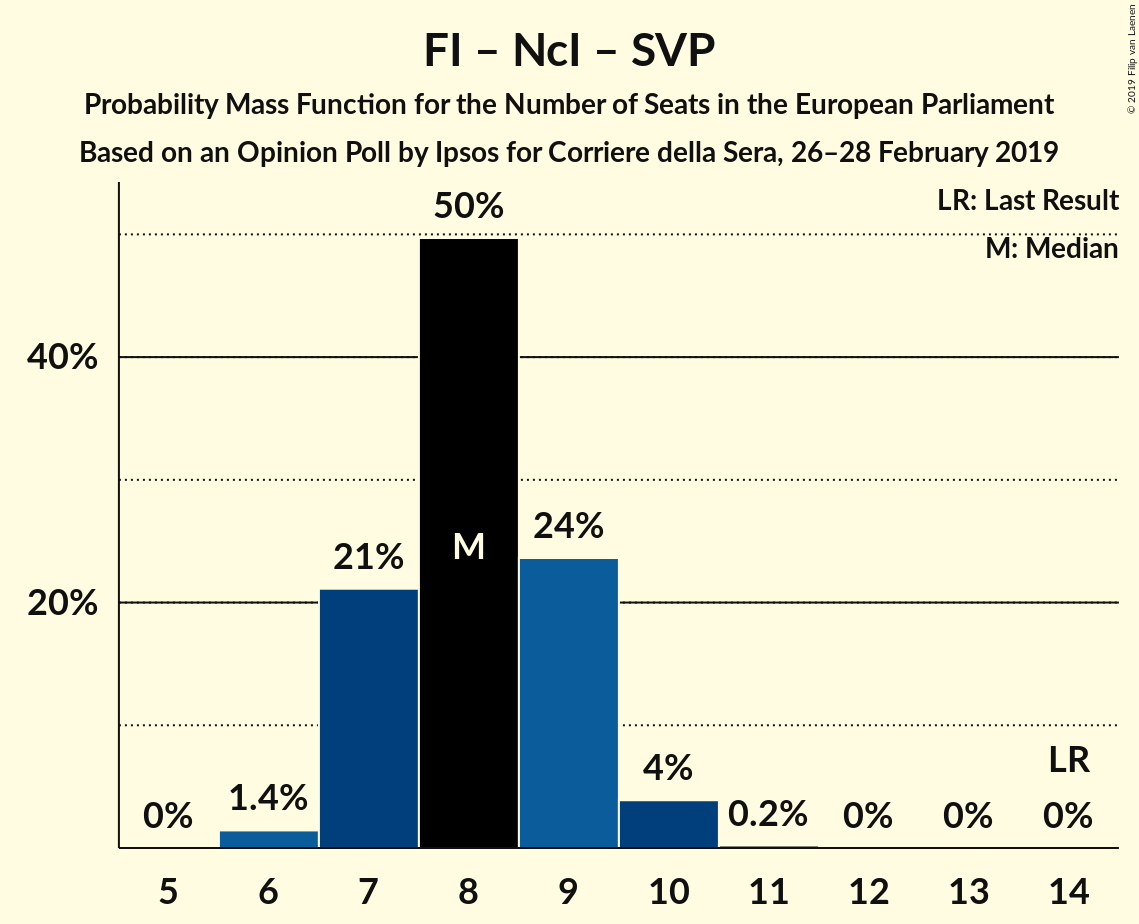 FI – NcI – SVP
Probability Mass Function for the Number of Seats in the European Parliament
Based on an Opinion Poll by Ipsos for Corriere della Sera, 26–28 February 2019
© 2019 Filip van Laenen
LR: Last Result
M: Median
40%
20%
0%
1.4%
21%
50%
M
24%
4%
0.2%
0%
0%
LR
0%
5 6 7 8 9 10 11 12 13 14